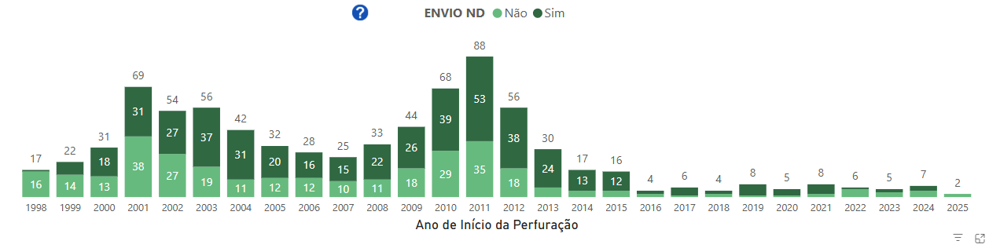 ? ENVIO ND Não Sim
88
69 68
54 56 56
42 44
31 32 28 25 33 30
17 22 17 16
4 6 4 8 5 8 6 5 7 2
31 27 37 31 20 16 15 22 26 39 53 38 24 13 12
18
16 14 13 38 27 19 11 12 12 10 11 18 29 35 18
1998 1999 2000 2001 2002 2003 2004 2005 2006 2007 2008 2009 2010 2011 2012 2013 2014 2015 2016 2017 2018 2019 2020 2021 2022 2023 2024 2025
Ano de Início da Perfuração